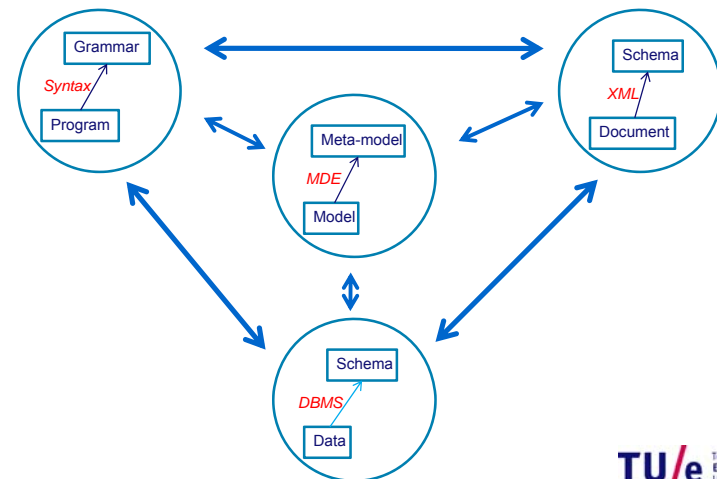 Grammar
Syntax
Program
Schema
XML
Document
Meta-model
MDE
Model
Schema
DBMS
Data
TU/e